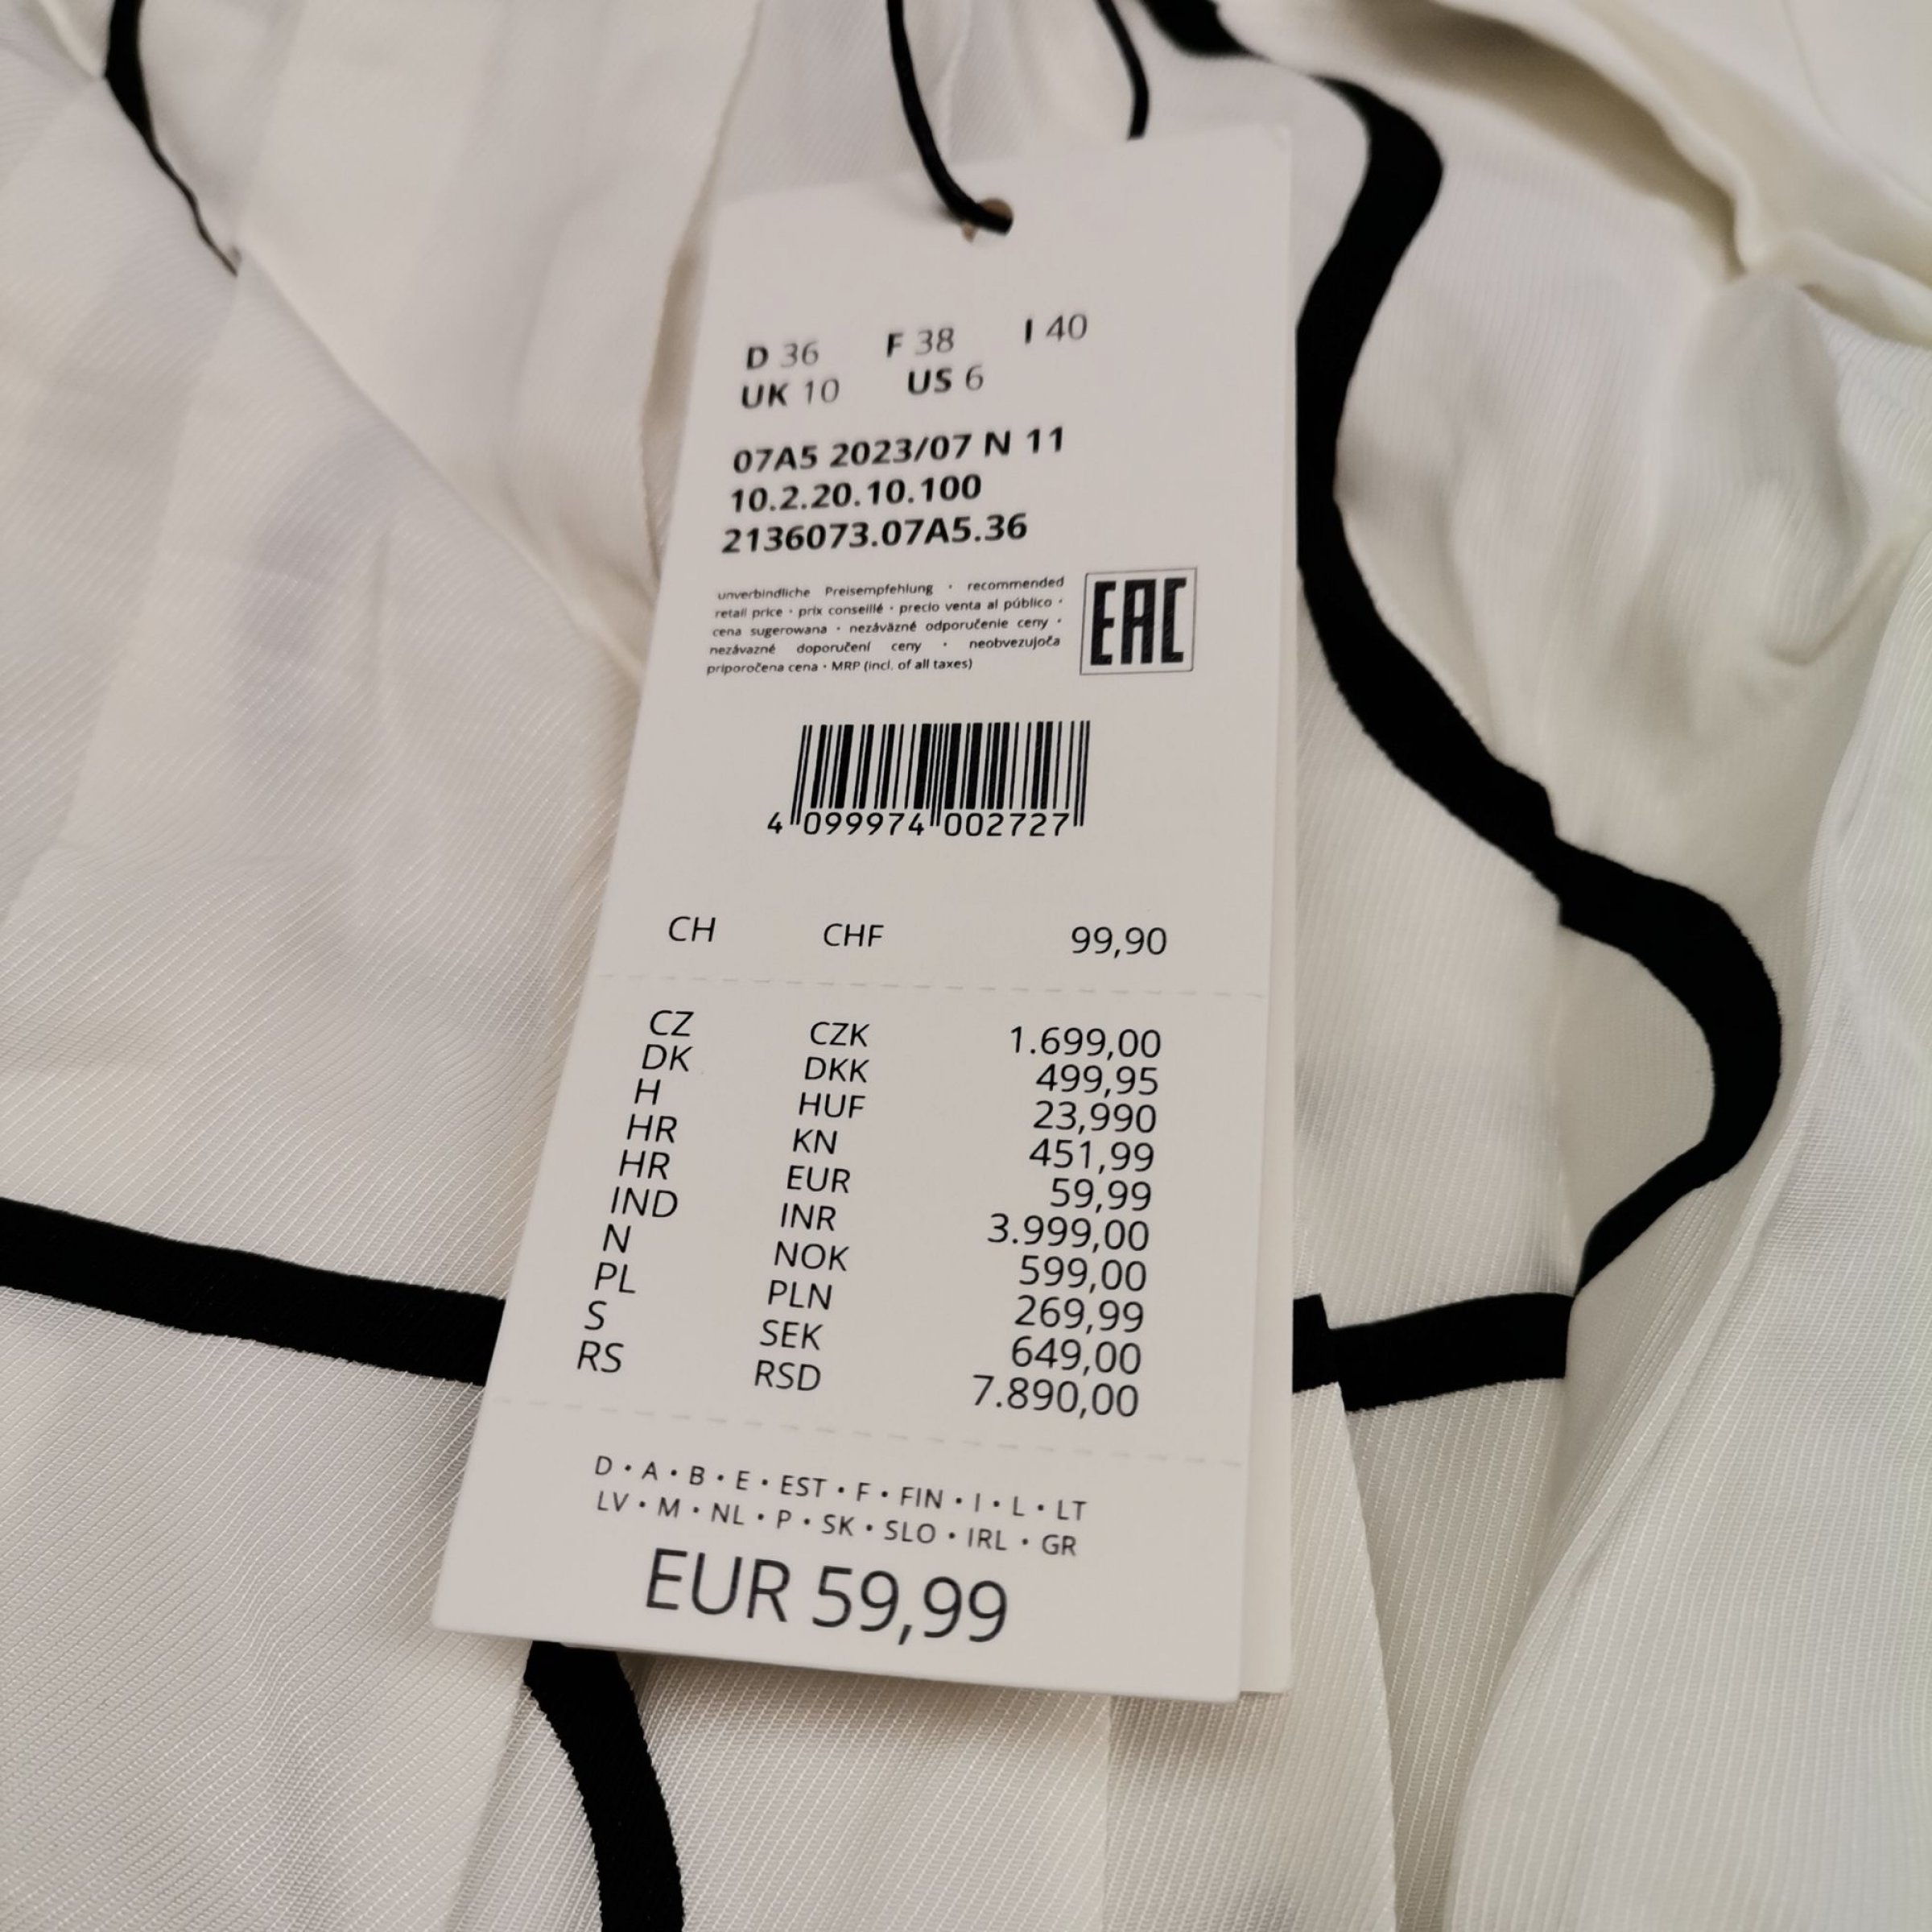 D 36 F 38 I 40
UK 10 US 6
07A5 2023/07 N 11
10.2.20.10.100
2136073.07A5.36
unverbindliche Preisempfehlung · recommended
retail price · prix conseillé · precio venta al público ·
cena sugerowana · nezáväzné odporučenie ceny ·
nezávazné doporučení ceny · neobvezujoča
priporočena cena · MRP (incl. of all taxes)
EAC
4 099974 002727
CH CHF 99,90
CZ CZK 1.699,00
DK DKK 499,95
H HUF 23,990
HR KN 451,99
HR EUR 59,99
IND INR 3.999,00
N NOK 599,00
PL PLN 269,99
S SEK 649,00
RS RSD 7.890,00
D · A · B · E · EST · F · FIN · I · L · LT
LV · M · NL · P · SK · SLO · IRL · GR
EUR 59,99